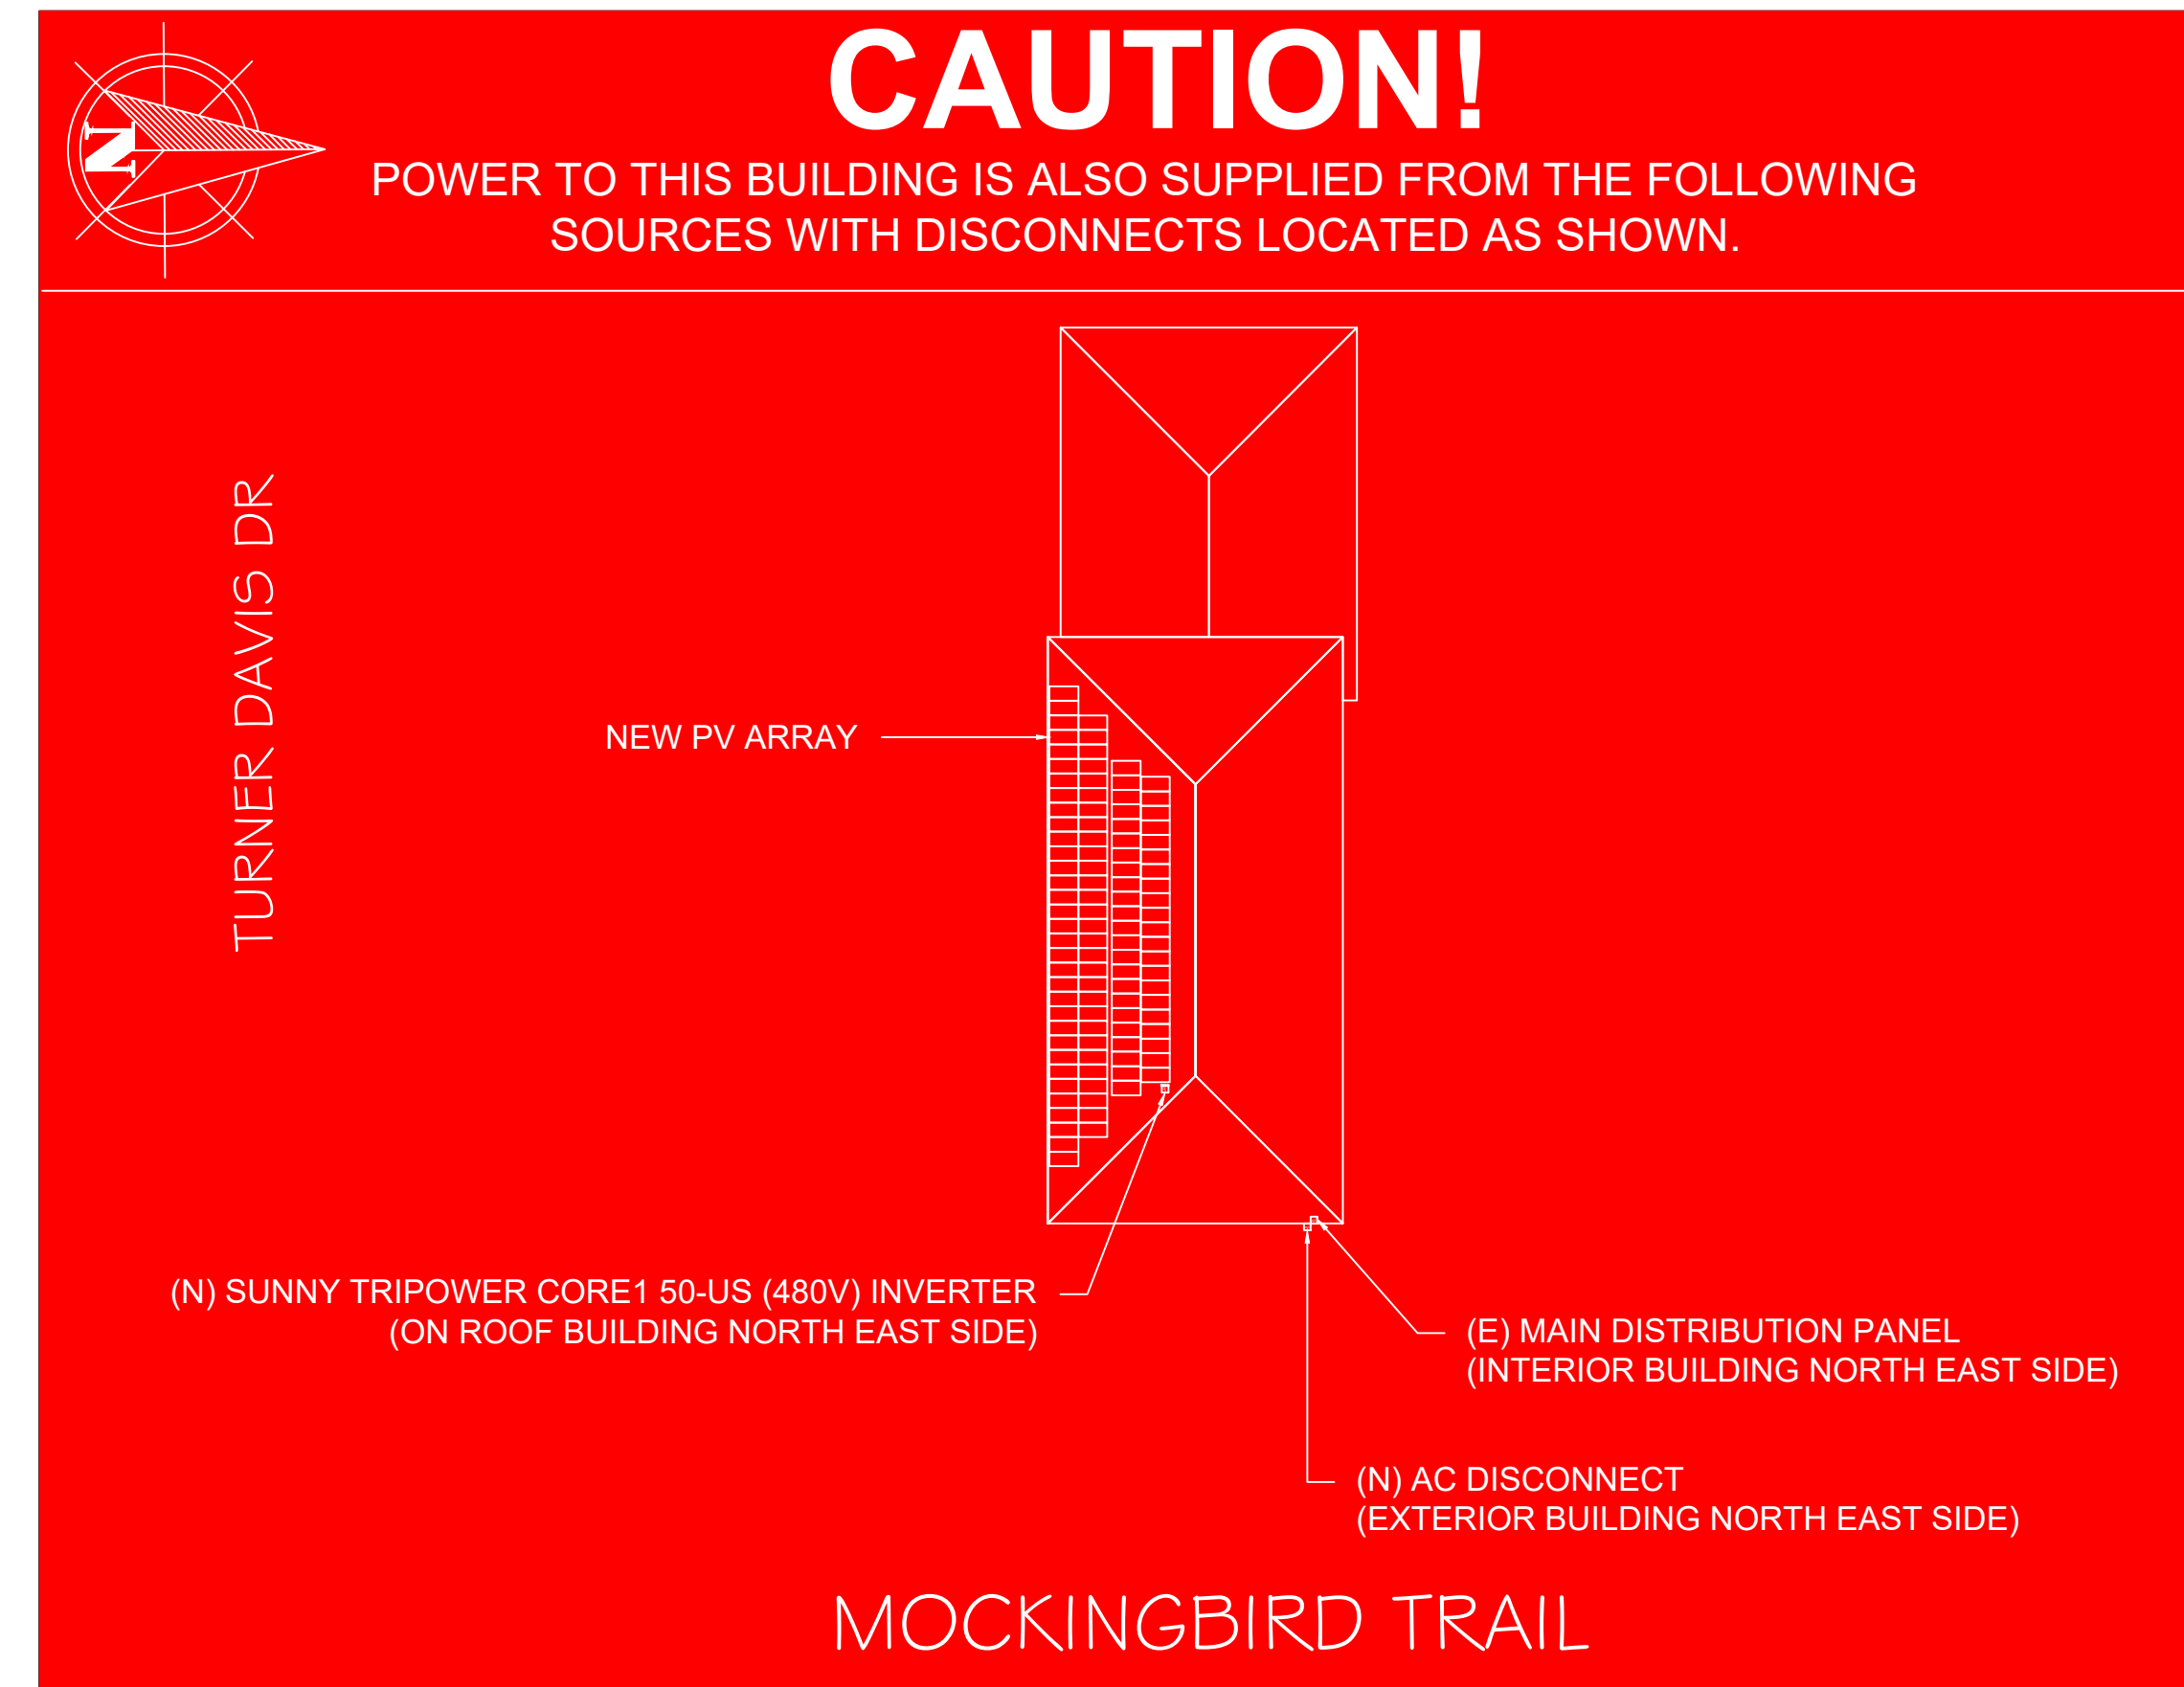 CAUTION!
N
POWER TO THIS BUILDING IS ALSO SUPPLIED FROM THE FOLLOWING
SOURCES WITH DISCONNECTS LOCATED AS SHOWN.
TURNER DAVIS DR
NEW PV ARRAY
(N) SUNNY TRIPOWER CORE1 50-US (480V) INVERTER
(ON ROOF BUILDING NORTH EAST SIDE)
(E) MAIN DISTRIBUTION PANEL
(INTERIOR BUILDING NORTH EAST SIDE)
(N) AC DISCONNECT
(EXTERIOR BUILDING NORTH EAST SIDE)
MOCKINGBIRD TRAIL